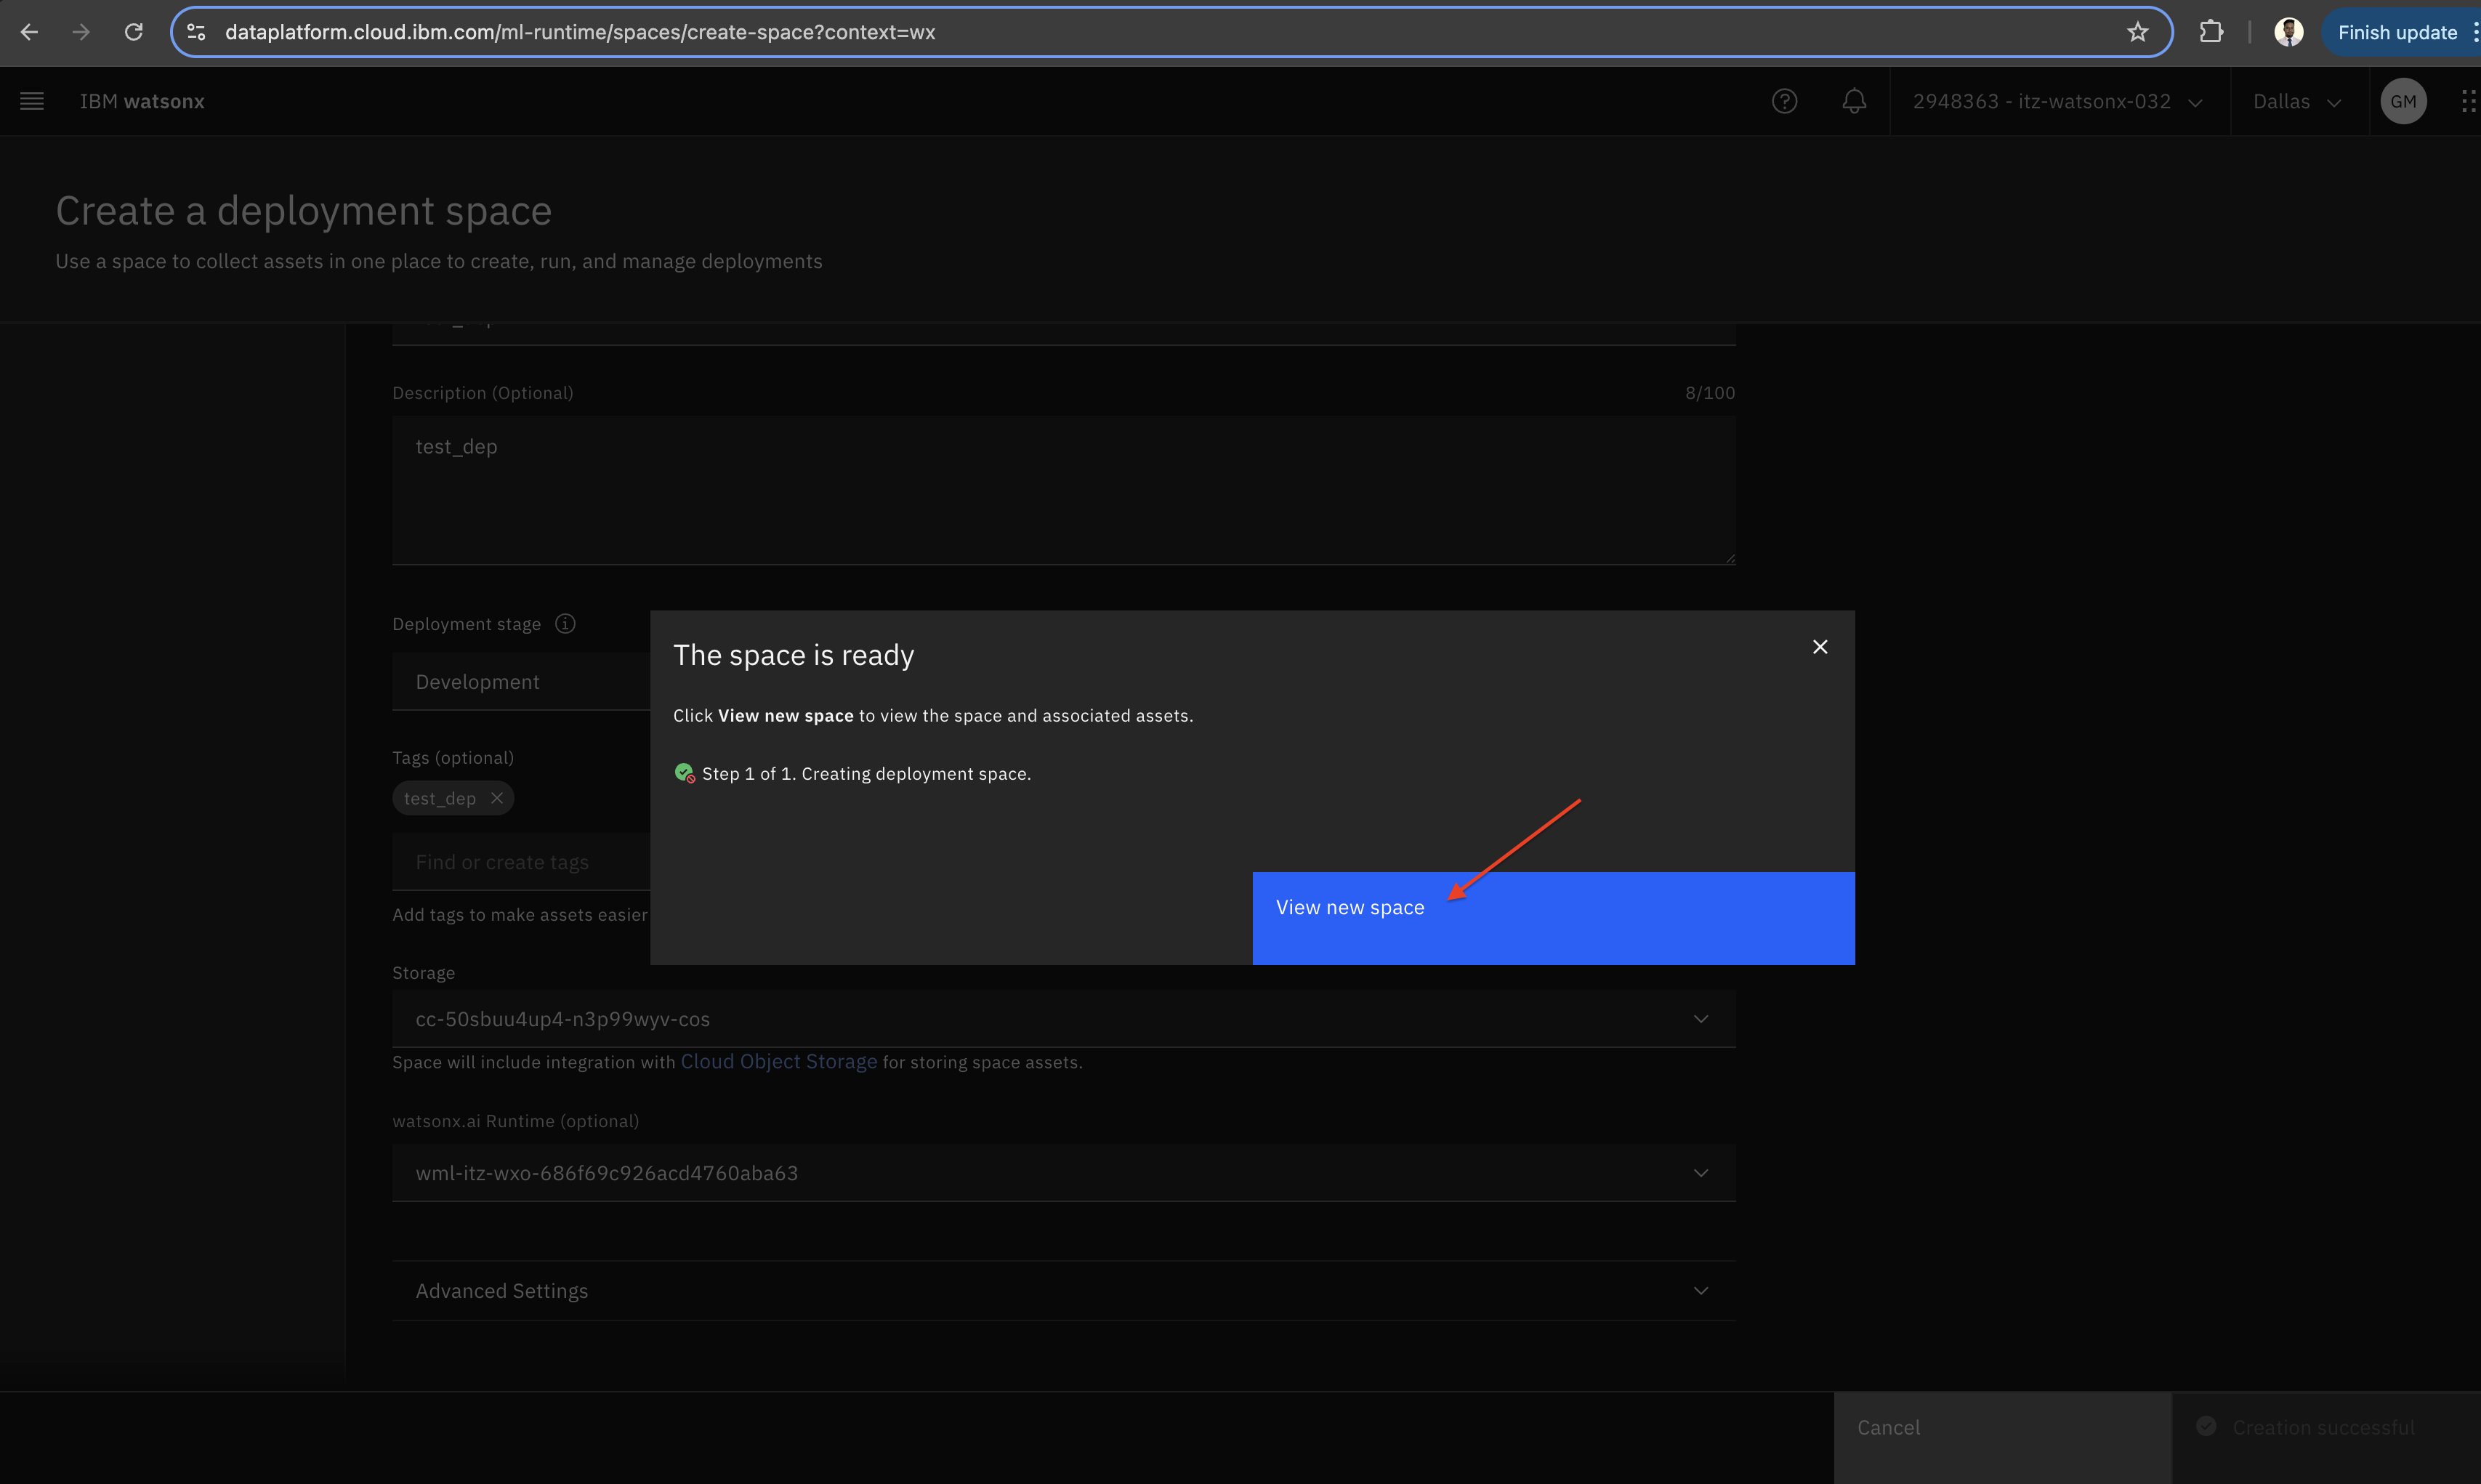 dataplatform.cloud.ibm.com/ml-runtime/spaces/create-space?context=wx
Finish update
IBM watsonx
2948363 - itz-watsonx-032
Dallas
GM
Create a deployment space
Use a space to collect assets in one place to create, run, and manage deployments
Description (Optional)
8/100
test_dep
Deployment stage
Development
Tags (optional)
test_dep
Find or create tags
Add tags to make assets easier
The space is ready
Click View new space to view the space and associated assets.
Step 1 of 1. Creating deployment space.
View new space
Storage
cc-50sbuu4up4-n3p99wyv-cos
Space will include integration with Cloud Object Storage for storing space assets.
watsonx.ai Runtime (optional)
wml-itz-wxo-686f69c926acd4760aba63
Advanced Settings
Cancel
Creation successful